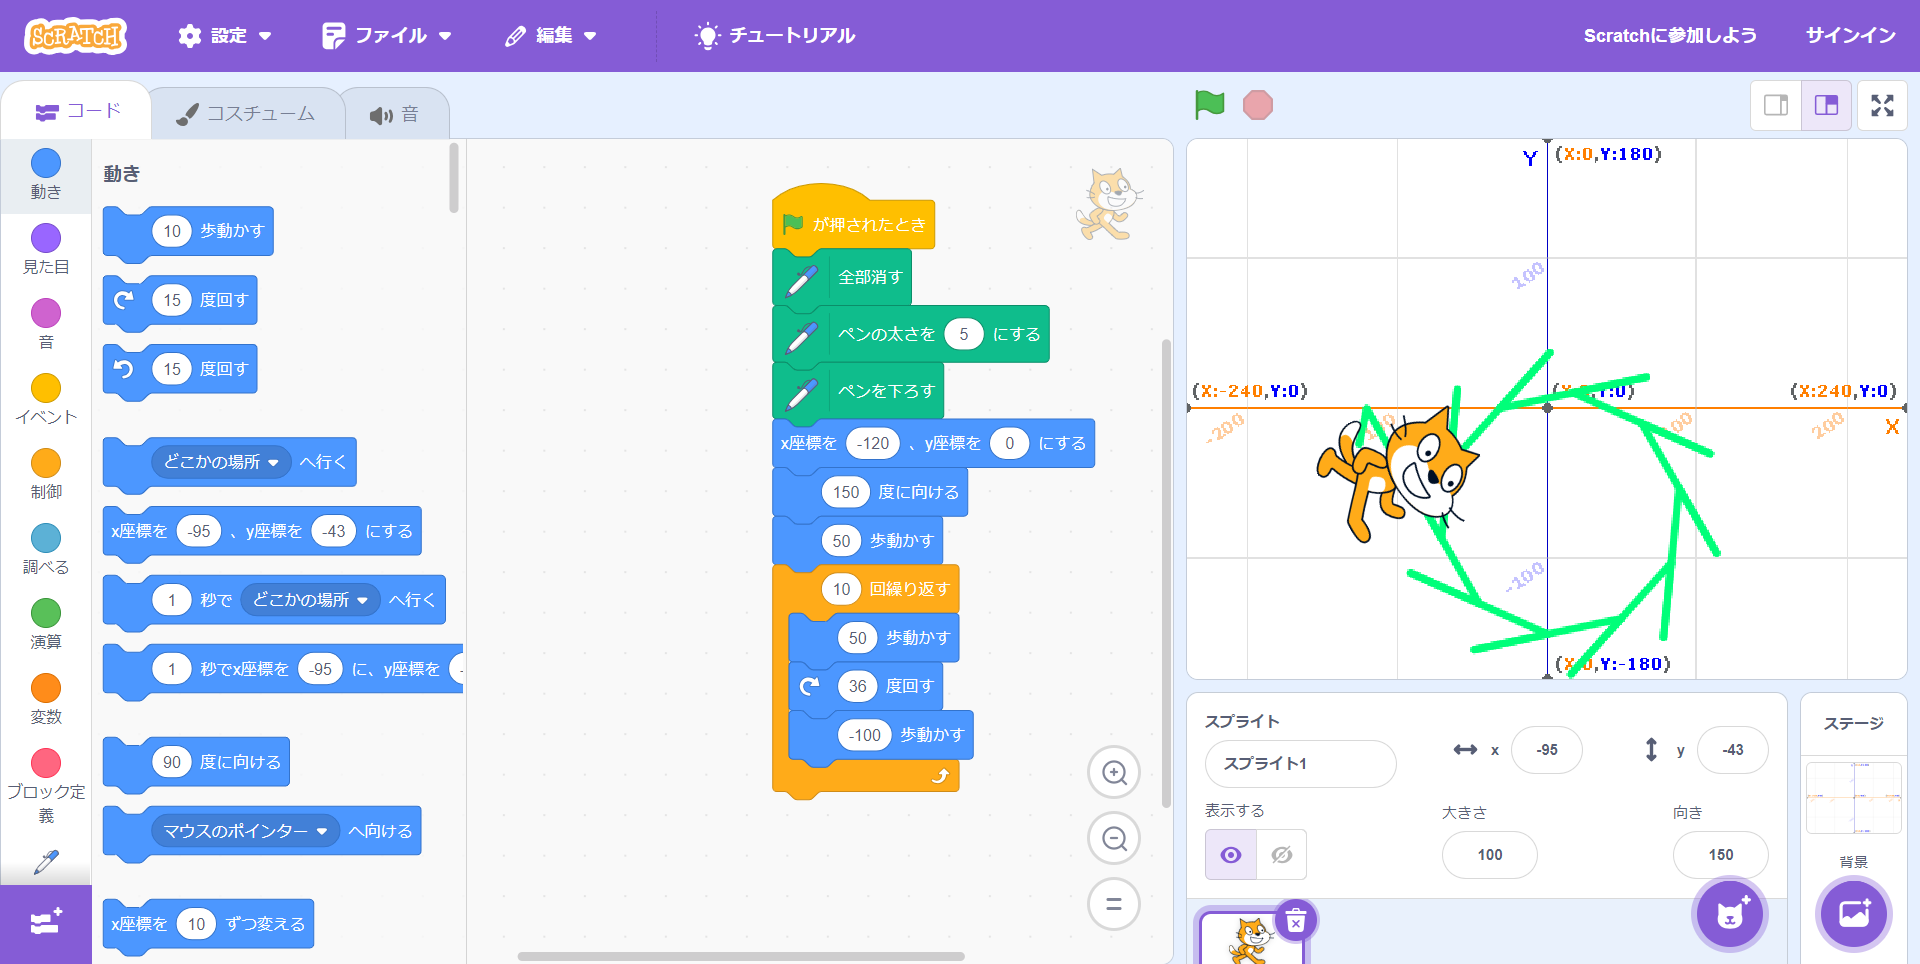 SCRATCH
設定
ファイル
編集
チュートリアル
Scratchに参加しよう
サインイン
コード
コスチューム
音
動き
見た目
音
イベント
制御
調べる
演算
変数
ブロック定
義
動き
10 歩動かす
15 度回す
15 度回す
どこかの場所 へ行く
x座標を -95 、y座標を -43 にする
1 秒で どこかの場所 へ行く
1 秒でx座標を -95 に、y座標を
90 度に向ける
マウスのポインター へ向ける
x座標を 10 ずつ変える
が押されたとき
全部消す
ペンの太さを 5 にする
ペンを下ろす
x座標を -120 、y座標を 0 にする
150 度に向ける
50 歩動かす
10 回繰り返す
50 歩動かす
36 度回す
-100 歩動かす
Y (X:0,Y:180)
100
(X:-240,Y:0)
(X:240,Y:0)
-200
200
X
-100
(X:0,Y:-180)
スプライト
スプライト1
x -95
y -43
表示する
大きさ
100
向き
150
ステージ
背景